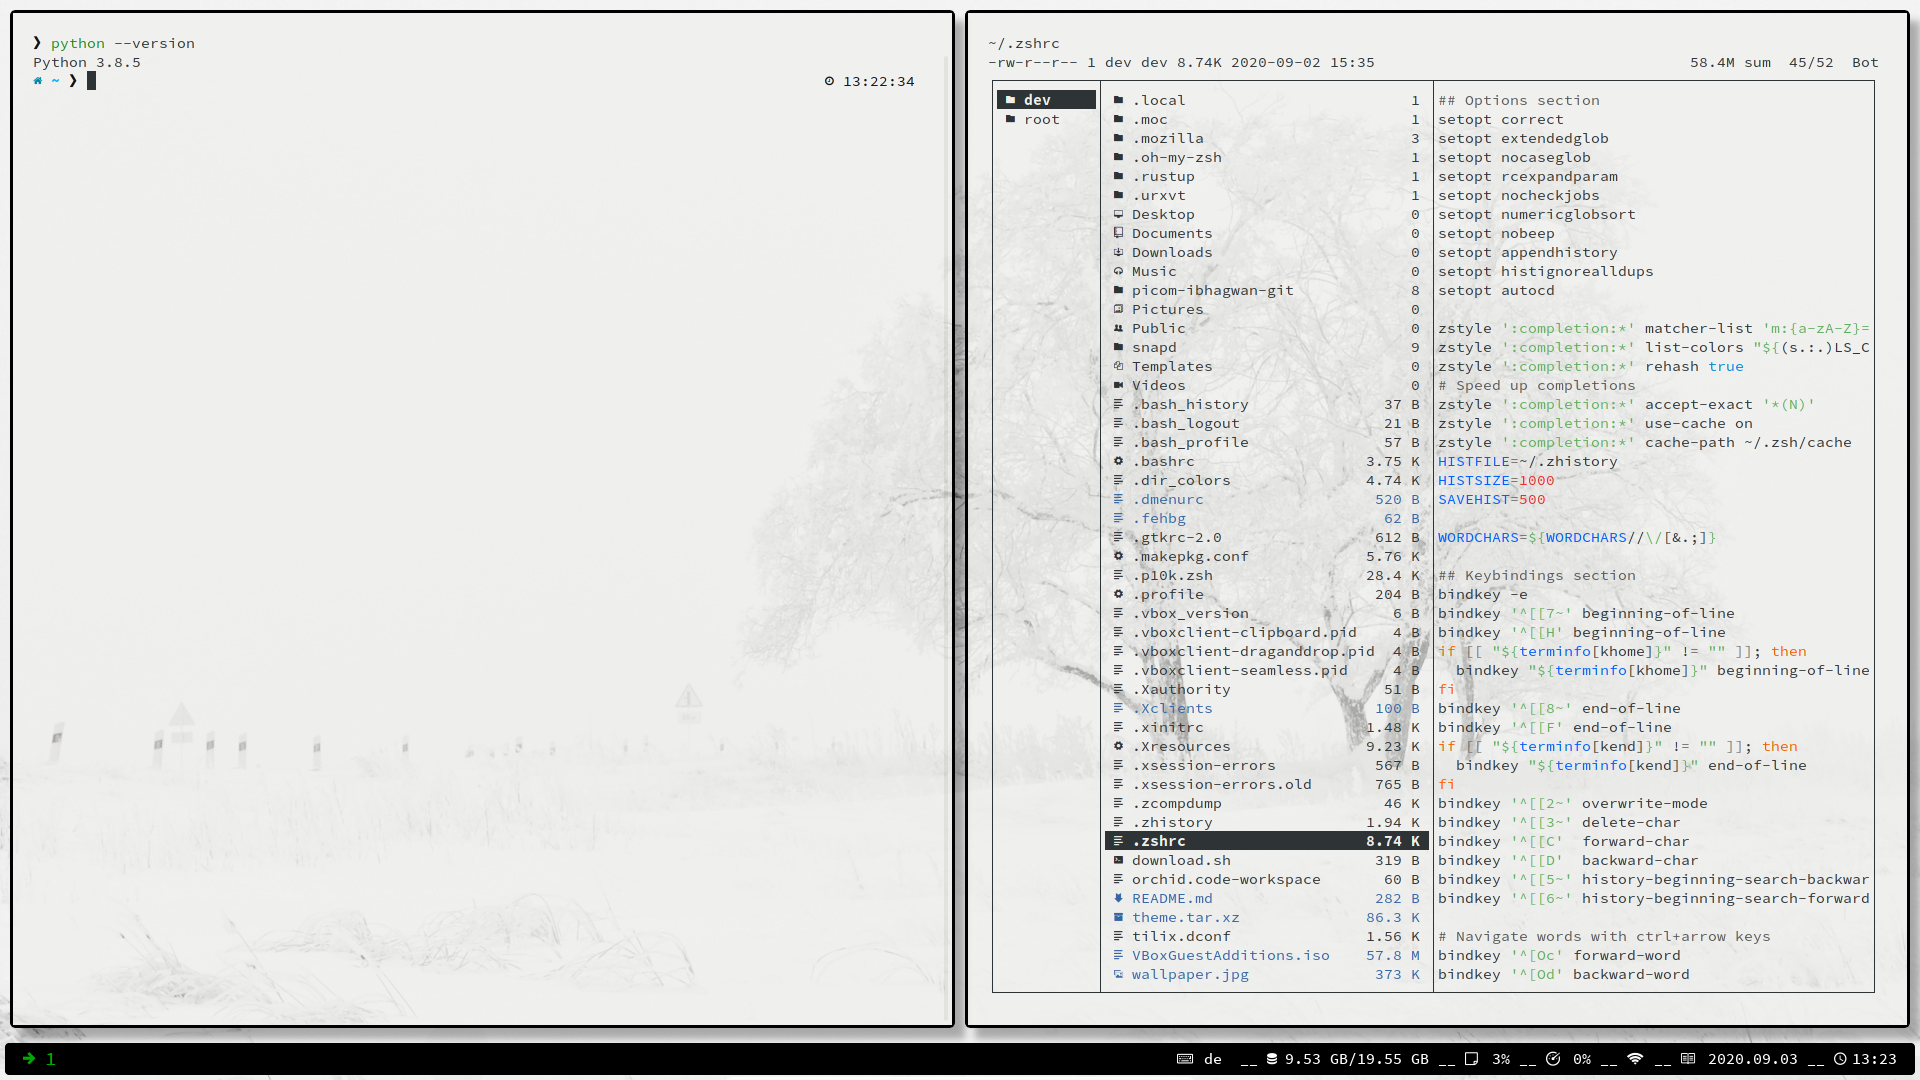 ❯ python --version
Python 3.8.5
~ ❯ 13:22:34
~/.zshrc
-rw-r--r-- 1 dev dev 8.74K 2020-09-02 15:35 58.4M sum 45/52 Bot
dev
root
.local 1
.moc 1
.mozilla 3
.oh-my-zsh 1
.rustup 1
.urxvt 1
Desktop 0
Documents 0
Downloads 0
Music 0
picom-ibhagwan-git 8
Pictures 0
Public 0
snapd 9
Templates 0
Videos 0
.bash_history 37 B
.bash_logout 21 B
.bash_profile 57 B
.bashrc 3.75 K
.dir_colors 4.74 K
.dmenurc 520 B
.fehbg 62 B
.gtkrc-2.0 612 B
.makepkg.conf 5.76 K
.p10k.zsh 28.4 K
.profile 204 B
.vbox_version 6 B
.vboxclient-clipboard.pid 4 B
.vboxclient-draganddrop.pid 4 B
.vboxclient-seamless.pid 4 B
.Xauthority 51 B
.Xclients 100 B
.xinitrc 1.48 K
.Xresources 9.23 K
.xsession-errors 567 B
.xsession-errors.old 765 B
.zcompdump 46 K
.zhistory 1.94 K
.zshrc 8.74 K
download.sh 319 B
orchid.code-workspace 60 B
README.md 282 B
theme.tar.xz 86.3 K
tilix.dconf 1.56 K
VBoxGuestAdditions.iso 57.8 M
wallpaper.jpg 373 K
## Options section
setopt correct
setopt extendedglob
setopt nocaseglob
setopt rcexpandparam
setopt nocheckjobs
setopt numericglobsort
setopt nobeep
setopt appendhistory
setopt histignorealldups
setopt autocd
zstyle ':completion:*' matcher-list 'm:{a-zA-Z}=
zstyle ':completion:*' list-colors "${(s.:.)LS_C
zstyle ':completion:*' rehash true
# Speed up completions
zstyle ':completion:*' accept-exact '*(N)'
zstyle ':completion:*' use-cache on
zstyle ':completion:*' cache-path ~/.zsh/cache
HISTFILE=~/.zhistory
HISTSIZE=1000
SAVEHIST=500
WORDCHARS=${WORDCHARS//\/[&.;]}
## Keybindings section
bindkey -e
bindkey '^[[7~' beginning-of-line
bindkey '^[[H' beginning-of-line
if [[ "${terminfo[khome]}" != "" ]]; then
  bindkey "${terminfo[khome]}" beginning-of-line
fi
bindkey '^[[8~' end-of-line
bindkey '^[[F' end-of-line
if [[ "${terminfo[kend]}" != "" ]]; then
  bindkey "${terminfo[kend]}" end-of-line
fi
bindkey '^[[2~' overwrite-mode
bindkey '^[[3~' delete-char
bindkey '^[[C'  forward-char
bindkey '^[[D'  backward-char
bindkey '^[[5~' history-beginning-search-backwar
bindkey '^[[6~' history-beginning-search-forward
# Navigate words with ctrl+arrow keys
bindkey '^[Oc' forward-word
bindkey '^[Od' backward-word
1 de __ 9.53 GB/19.55 GB __ 3% __ 0% __ __ 2020.09.03 __ 13:23